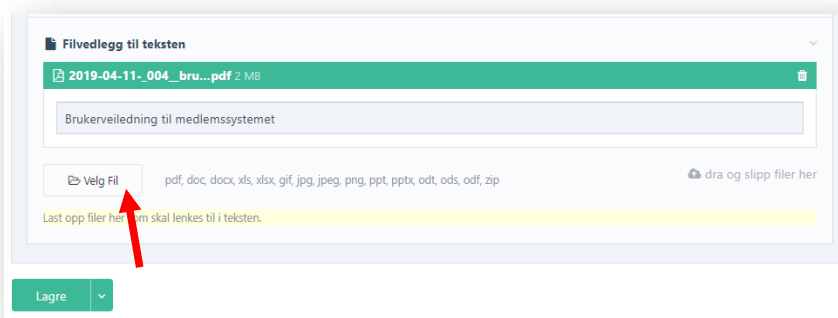 Filvedlegg til teksten
2019-04-11-_004__bru...pdf 2 MB
Brukerveiledning til medlemssystemet
Velg Fil
pdf, doc, docx, xls, xlsx, gif, jpg, jpeg, png, ppt, pptx, odt, ods, odf, zip
dra og slipp filer her
Last opp filer her som skal lenkes til i teksten.
Lagre